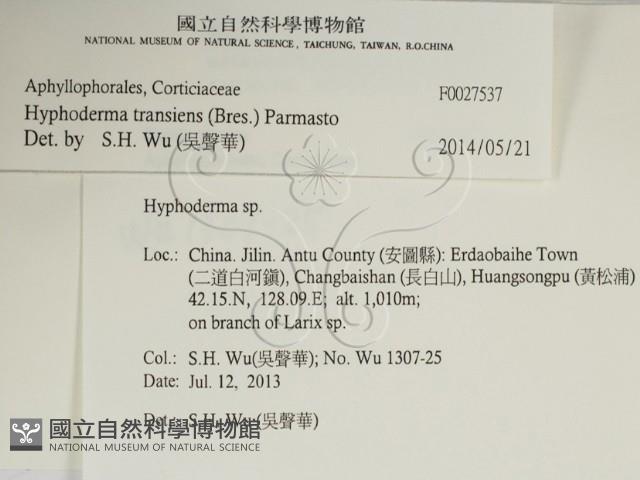 國立自然科學博物館
NATIONAL MUSEUM OF NATURAL SCIENCE, TAICHUNG, TAIWAN, R.O.CHINA
Aphyllophorales, Corticiaceae F0027537
Hyphoderma transiens (Bres.) Parmasto
Det. by S.H. Wu (吳聲華) 2014/05/21
Hyphoderma sp.
Loc.: China. Jilin. Antu County (安圖縣): Erdaobaihe Town
(二道白河鎭), Changbaishan (長白山), Huangsongpu (黃松浦)
42.15.N, 128.09.E; alt. 1,010m;
on branch of Larix sp.
Col.: S.H. Wu(吳聲華); No. Wu 1307-25
Date: Jul. 12, 2013
Det.: S.H. Wu (吳聲華)
國立自然科學博物館
NATIONAL MUSEUM OF NATURAL SCIENCE